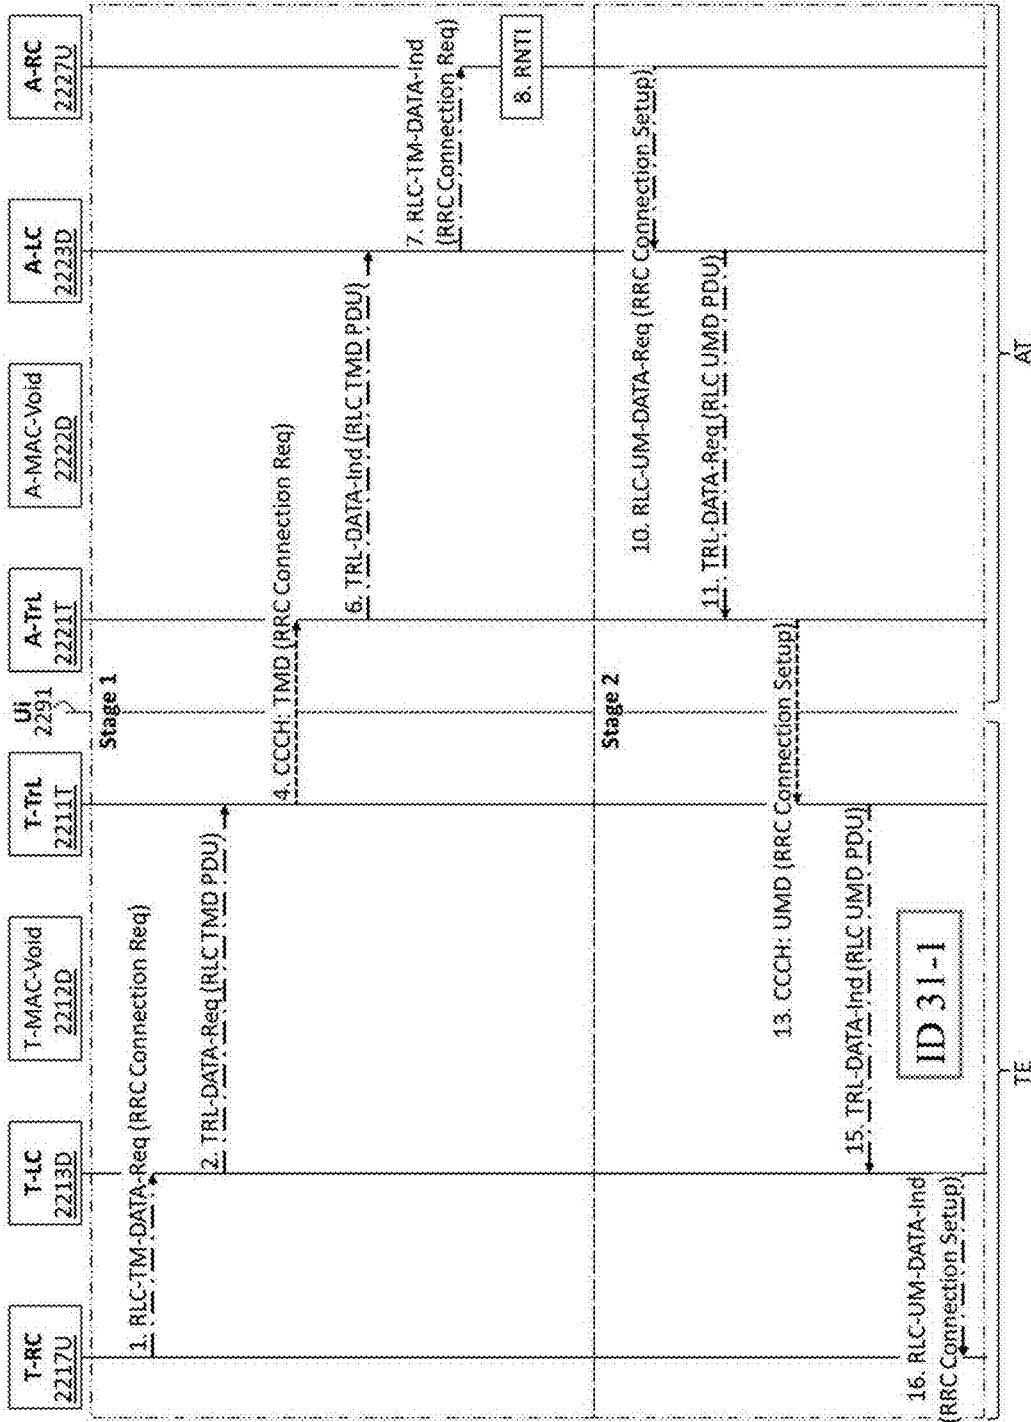 T-RC
2217U
T-LC
2213D
T-MAC-Void
2212D
T-TrL
2211T
Ui
2291
A-TrL
2221T
A-MAC-Void
2222D
A-LC
2223D
A-RC
2227U
Stage 1
1. RLC-TM-DATA-Req (RRC Connection Req)
2. TRL-DATA-Req (RLC TMD PDU)
4. CCCH: TMD (RRC Connection Req)
6. TRL-DATA-Ind (RLC TMD PDU)
7. RLC-TM-DATA-Ind
(RRC Connection Req)
8. RNTI
Stage 2
10. RLC-UM-DATA-Req (RRC Connection Setup)
11. TRL-DATA-Req (RLC UMD PDU)
13. CCCH: UMD (RRC Connection Setup)
15. TRL-DATA-Ind (RLC UMD PDU)
16. RLC-UM-DATA-Ind
(RRC Connection Setup)
ID 31-1
TE
AT